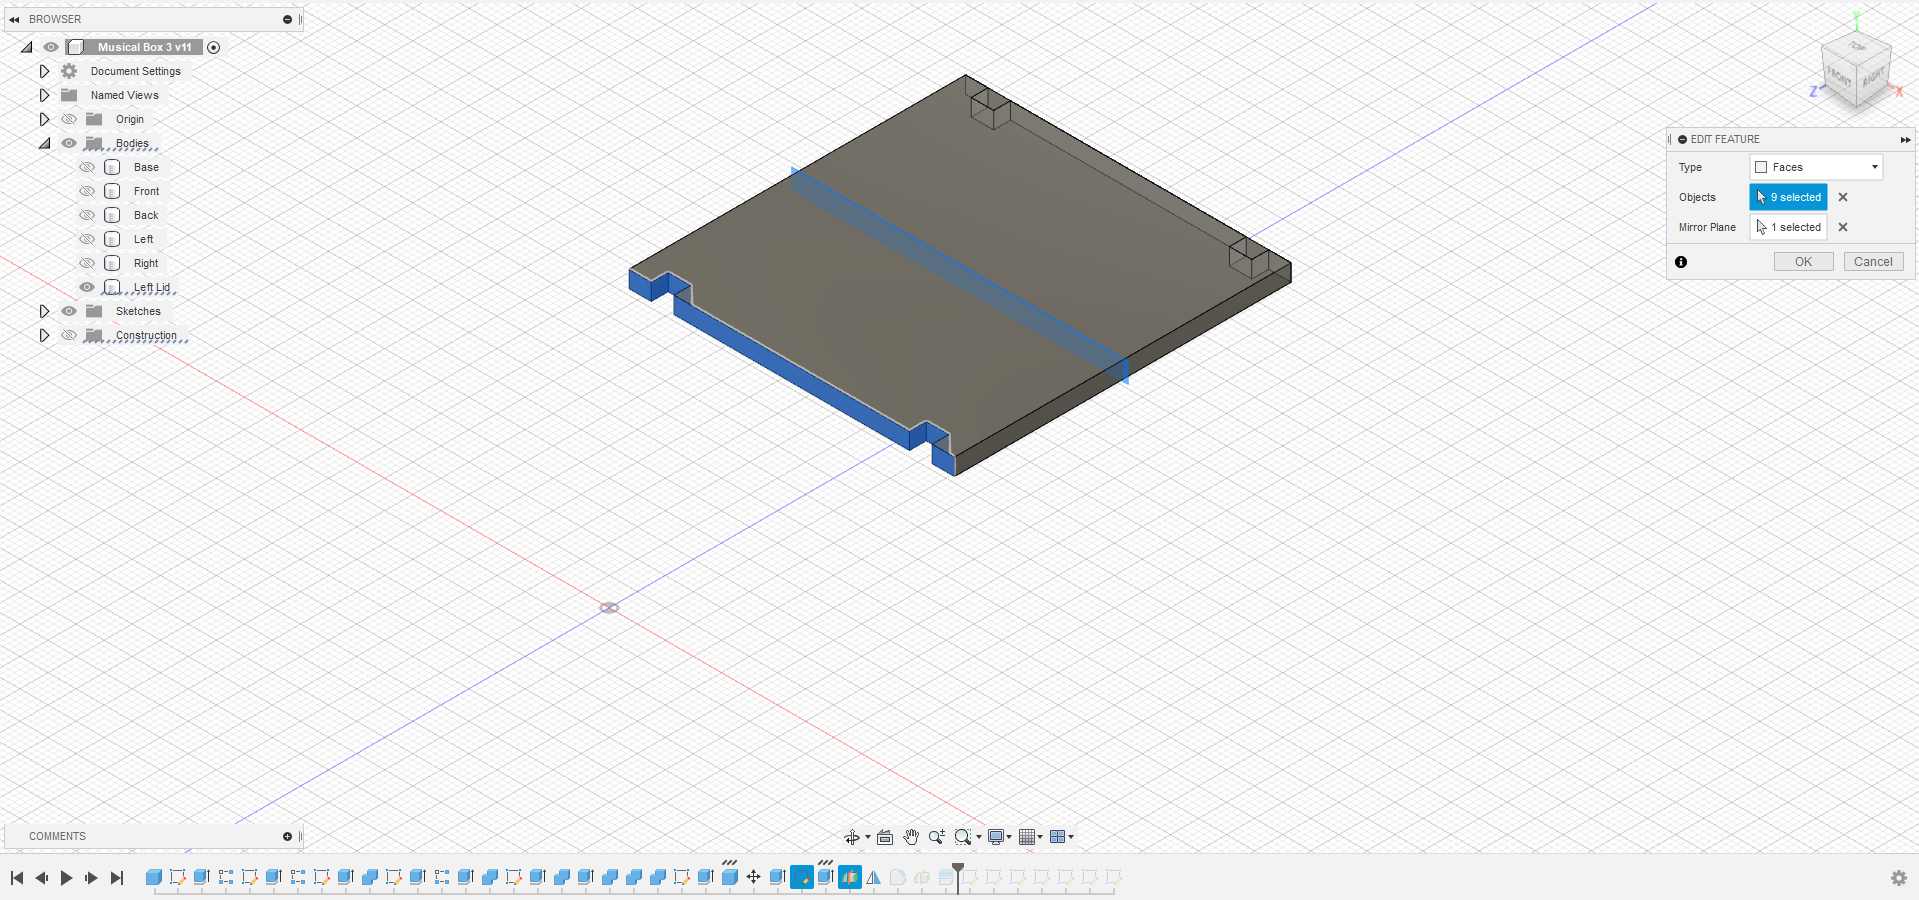 BROWSER
Musical Box 3 v11
Document Settings
Named Views
Origin
Bodies
Base
Front
Back
Left
Right
Left Lid
Sketches
Construction
Y
TOP
FRONT
RIGHT
Z
X
EDIT FEATURE
Type
Faces
Objects
9 selected
Mirror Plane
1 selected
OK
Cancel
COMMENTS